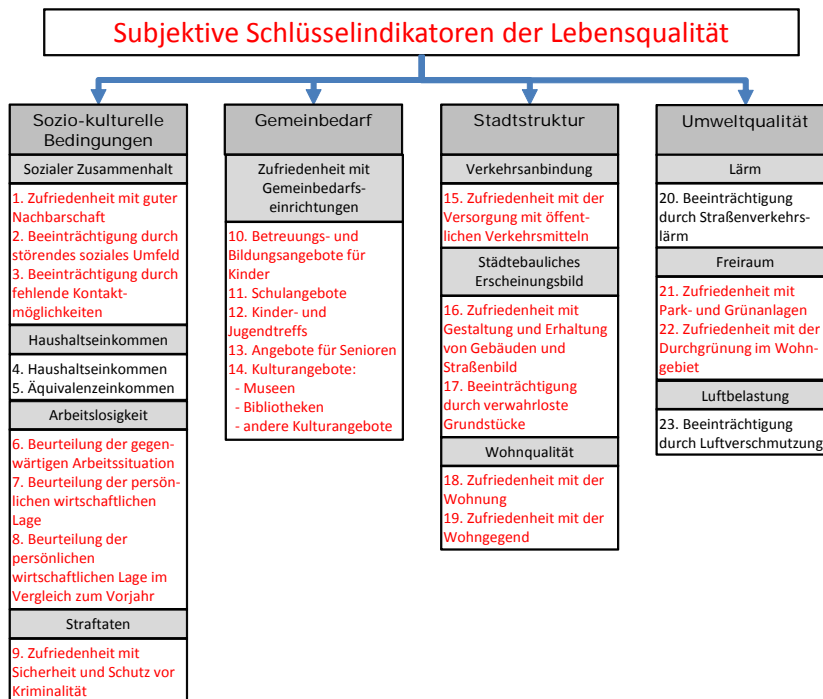 Subjektive Schlüsselindikatoren der Lebensqualität
Sozio-kulturelle
Bedingungen
Sozialer Zusammenhalt
1. Zufriedenheit mit guter
Nachbarschaft
2. Beeinträchtigung durch
störendes soziales Umfeld
3. Beeinträchtigung durch
fehlende Kontakt-
möglichkeiten
Haushaltseinkommen
4. Haushaltseinkommen
5. Äquivalenzeinkommen
Arbeitslosigkeit
6. Beurteilung der gegen-
wärtigen Arbeitssituation
7. Beurteilung der persön-
lichen wirtschaftlichen
Lage
8. Beurteilung der
persönlichen
wirtschaftlichen Lage im
Vergleich zum Vorjahr
Straftaten
9. Zufriedenheit mit
Sicherheit und Schutz vor
Kriminalität
Gemeinbedarf
Zufriedenheit mit
Gemeinbedarfs-
einrichtungen
10. Betreuungs- und
Bildungsangebote für
Kinder
11. Schulangebote
12. Kinder- und
Jugendtreffs
13. Angebote für Senioren
14. Kulturangebote:
- Museen
- Bibliotheken
- andere Kulturangebote
Stadtstruktur
Verkehrsanbindung
15. Zufriedenheit mit der
Versorgung mit öffent-
lichen Verkehrsmitteln
Städtebauliches
Erscheinungsbild
16. Zufriedenheit mit
Gestaltung und Erhaltung
von Gebäuden und
Straßenbild
17. Beeinträchtigung
durch verwahrloste
Grundstücke
Wohnqualität
18. Zufriedenheit mit der
Wohnung
19. Zufriedenheit mit der
Wohngegend
Umweltqualität
Lärm
20. Beeinträchtigung
durch Straßenverkehrs-
lärm
Freiraum
21. Zufriedenheit mit
Park- und Grünanlagen
22. Zufriedenheit mit der
Durchgrünung im Wohn-
gebiet
Luftbelastung
23. Beeinträchtigung
durch Luftverschmutzung